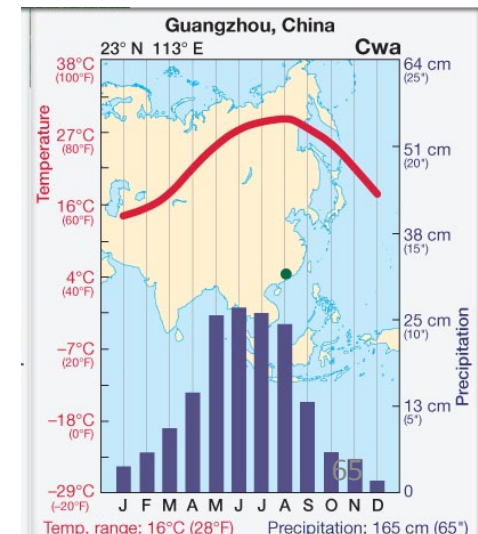 Guangzhou, China
23° N 113° E Cwa
38°C
(100°F)
27°C
(80°F)
16°C
(60°F)
4°C
(40°F)
−7°C
(20°F)
−18°C
(0°F)
−29°C
(−20°F)
Temperature
64 cm
(25")
51 cm
(20")
38 cm
(15")
25 cm
(10")
13 cm
(5")
0
Precipitation
65
J F M A M J J A S O N D
Temp. range: 16°C (28°F) Precipitation: 165 cm (65")